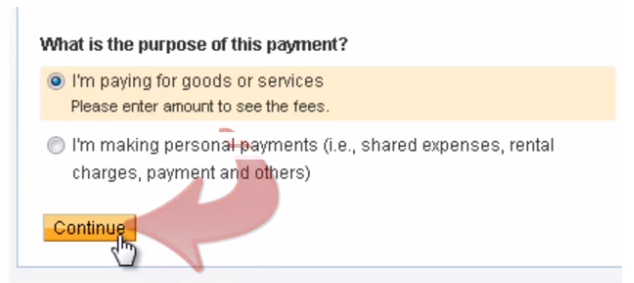 What is the purpose of this payment?
I'm paying for goods or services
Please enter amount to see the fees.
I'm making personal payments (i.e., shared expenses, rental
charges, payment and others)
Continue